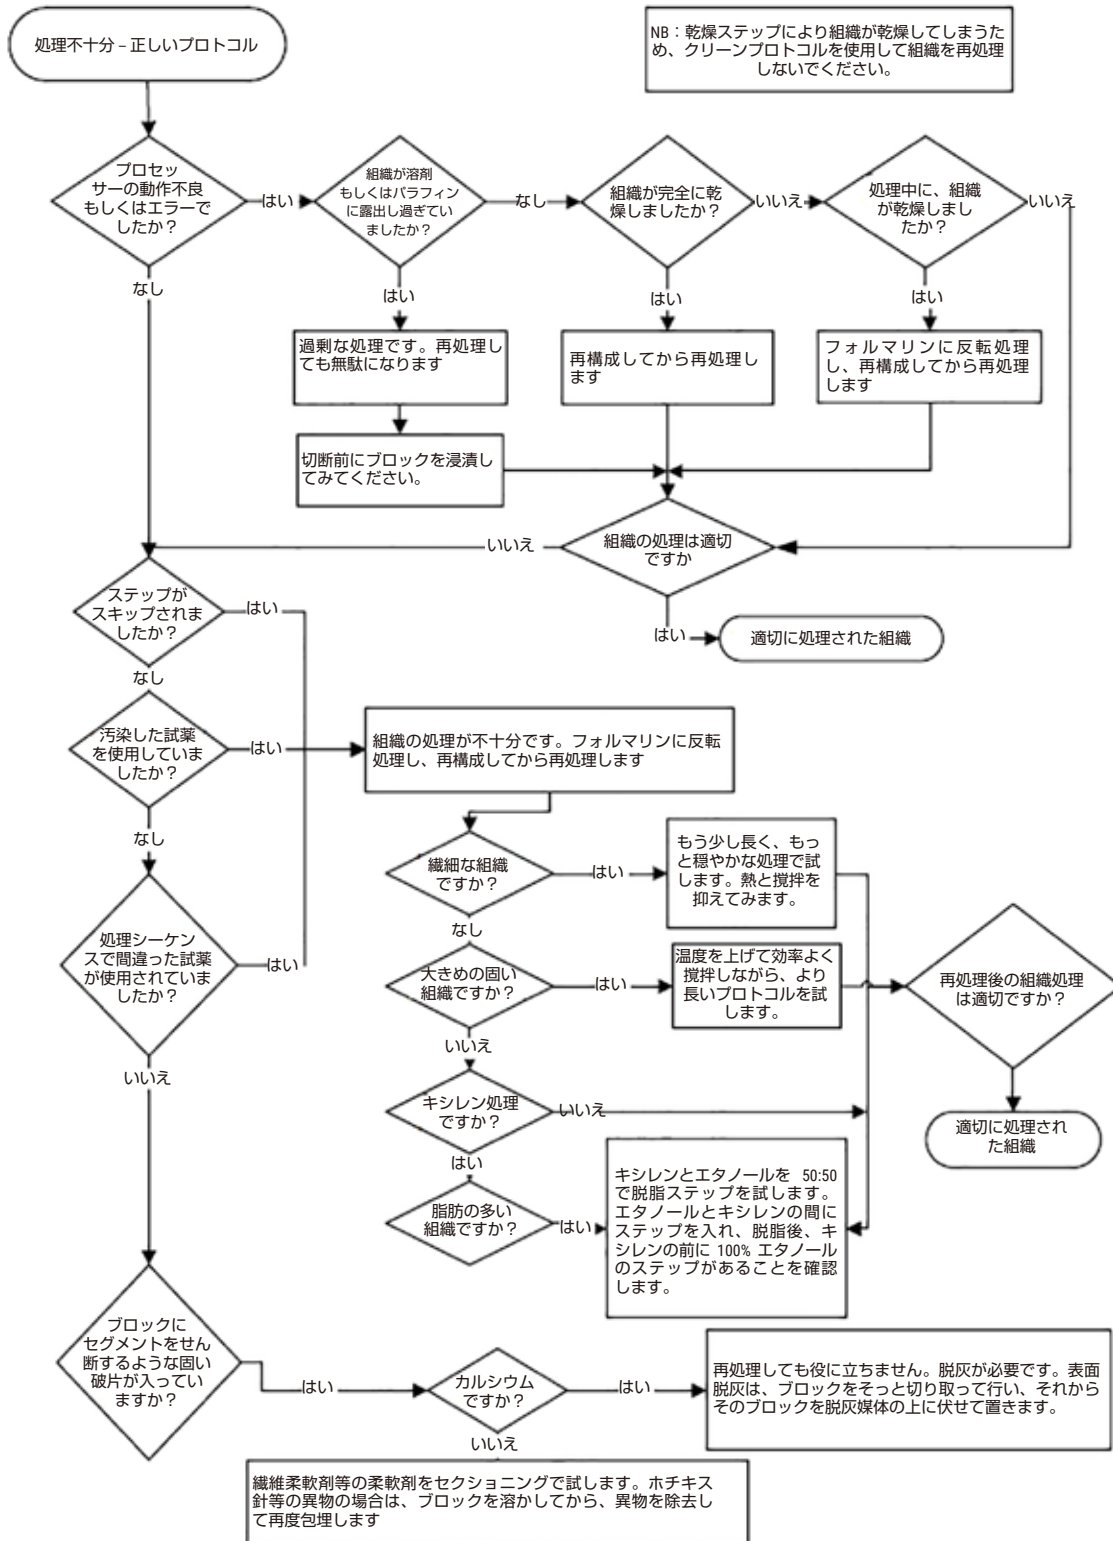 処理不十分 – 正しいプロトコル
NB：乾燥ステップにより組織が乾燥してしまうた
め、クリーンプロトコルを使用して組織を再処理
しないでください。
プロセッ
サーの動作不良
もしくはエラーで
したか？
はい
組織が溶剤
もしくはパラフィン
に露出し過ぎてい
ましたか？
なし
組織が完全に乾
燥しましたか？
いいえ
処理中に、組織
が乾燥しまし
たか？
いいえ
なし
はい
はい
はい
過剰な処理です。再処理し
ても無駄になります
再構成してから再処理し
ます
フォルマリンに反転処理
し、再構成してから再処理
します
切断前にブロックを浸漬し
てみてください。
いいえ
組織の処理は適切
ですか
はい
適切に処理された組織
ステップが
スキップされま
したか？
はい
なし
汚染した試薬
を使用していま
したか？
はい
組織の処理が不十分です。フォルマリンに反転
処理し、再構成してから再処理します
なし
繊細な組織
ですか？
はい
もう少し長く、もっ
と穏やかな処理で試
します。熱と撹拌を
抑えてみます。
なし
処理シーケン
スで間違った試薬
が使用されていま
したか？
はい
大きめの固い
組織ですか？
はい
温度を上げて効率よく
撹拌しながら、より
長いプロトコルを試
します。
再処理後の組織処理
は適切ですか？
いいえ
いいえ
キシレン処理
ですか？
いいえ
適切に処理され
た組織
はい
脂肪の多い
組織ですか？
はい
キシレンとエタノールを 50:50
で脱脂ステップを試します。
エタノールとキシレンの間に
ステップを入れ、脱脂後、キ
シレンの前に 100% エタノール
のステップがあることを確認
します。
ブロックに
セグメントをせん
断するような固い
破片が入ってい
ますか？
はい
カルシウム
ですか？
はい
再処理しても役に立ちません。脱灰が必要です。表面
脱灰は、ブロックをそっと切り取って行い、それから
そのブロックを脱灰媒体の上に伏せて置きます。
いいえ
繊維柔軟剤等の柔軟剤をセクショニングで試します。ホチキス
針等の異物の場合は、ブロックを溶かしてから、異物を除去し
て再度包埋します